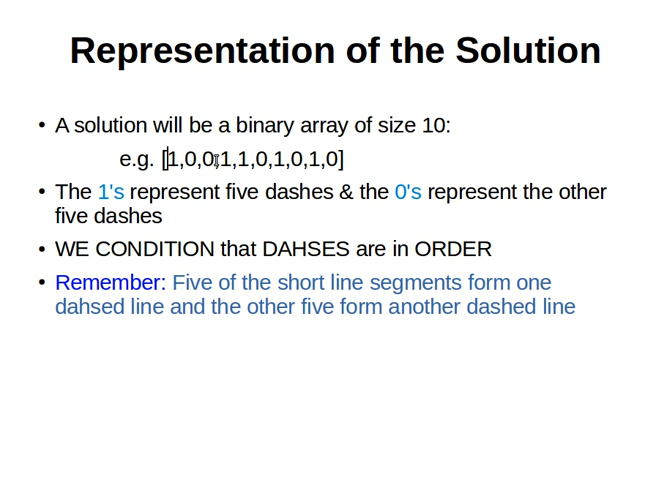 Representation of the Solution
• A solution will be a binary array of size 10:
e.g. [1,0,0,1,1,0,1,0,1,0]
• The 1's represent five dashes & the 0's represent the other
five dashes
• WE CONDITION that DAHSES are in ORDER
• Remember: Five of the short line segments form one
dahsed line and the other five form another dashed line